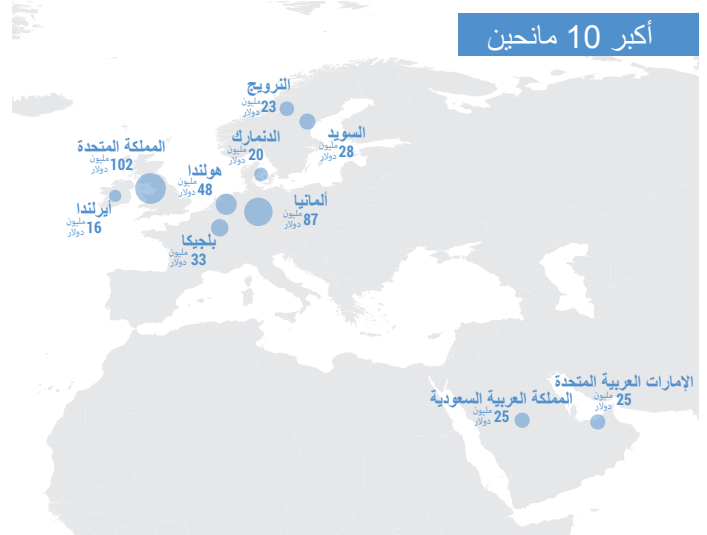 أكبر 10 مانحين
النرويج
23 مليون دولار
السويد
28 مليون دولار
الدنمارك
20 مليون دولار
المملكة المتحدة
102 مليون دولار
هولندا
48 مليون دولار
أيرلندا
16 مليون دولار
ألمانيا
87 مليون دولار
بلجيكا
33 مليون دولار
الإمارات العربية المتحدة
25 مليون دولار
المملكة العربية السعودية
25 مليون دولار